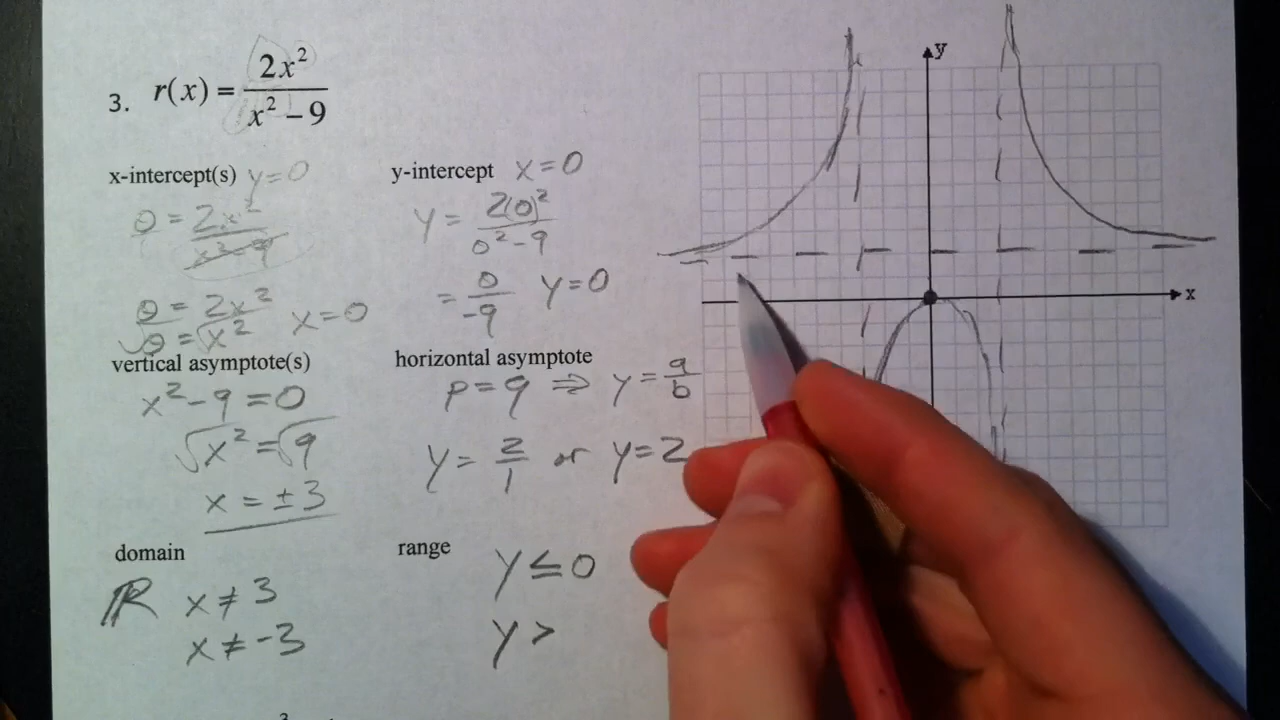 3. r(x) = 2x² / x² – 9
x-intercept(s) y=0
0 = 2x² / x²-9
0 = 2x²
√0 = √x² x=0
y-intercept x=0
y = 2(0)² / 0²-9
= 0/-9 y=0
vertical asymptote(s)
x²-9=0
√x² = √9
x = ±3
horizontal asymptote
p=q ⇒ y = a/b
y = 2/1 or y=2
domain
ℝ x≠3
x≠-3
range
y≤0
y>
y
x